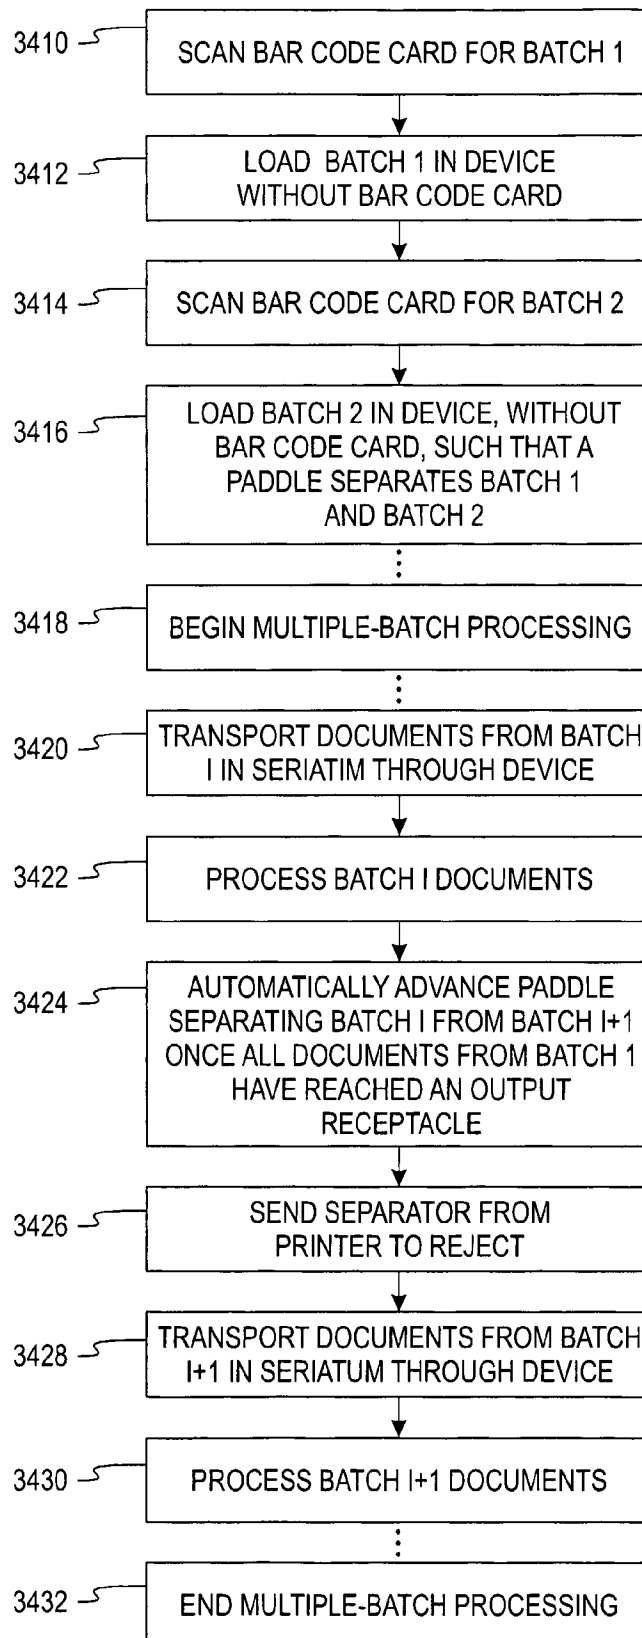 3410
SCAN BAR CODE CARD FOR BATCH 1
3412
LOAD BATCH 1 IN DEVICE
WITHOUT BAR CODE CARD
3414
SCAN BAR CODE CARD FOR BATCH 2
3416
LOAD BATCH 2 IN DEVICE, WITHOUT
BAR CODE CARD, SUCH THAT A
PADDLE SEPARATES BATCH 1
AND BATCH 2
3418
BEGIN MULTIPLE-BATCH PROCESSING
3420
TRANSPORT DOCUMENTS FROM BATCH
I IN SERIATIM THROUGH DEVICE
3422
PROCESS BATCH I DOCUMENTS
3424
AUTOMATICALLY ADVANCE PADDLE
SEPARATING BATCH I FROM BATCH I+1
ONCE ALL DOCUMENTS FROM BATCH 1
HAVE REACHED AN OUTPUT
RECEPTACLE
3426
SEND SEPARATOR FROM
PRINTER TO REJECT
3428
TRANSPORT DOCUMENTS FROM BATCH
I+1 IN SERIATUM THROUGH DEVICE
3430
PROCESS BATCH I+1 DOCUMENTS
3432
END MULTIPLE-BATCH PROCESSING